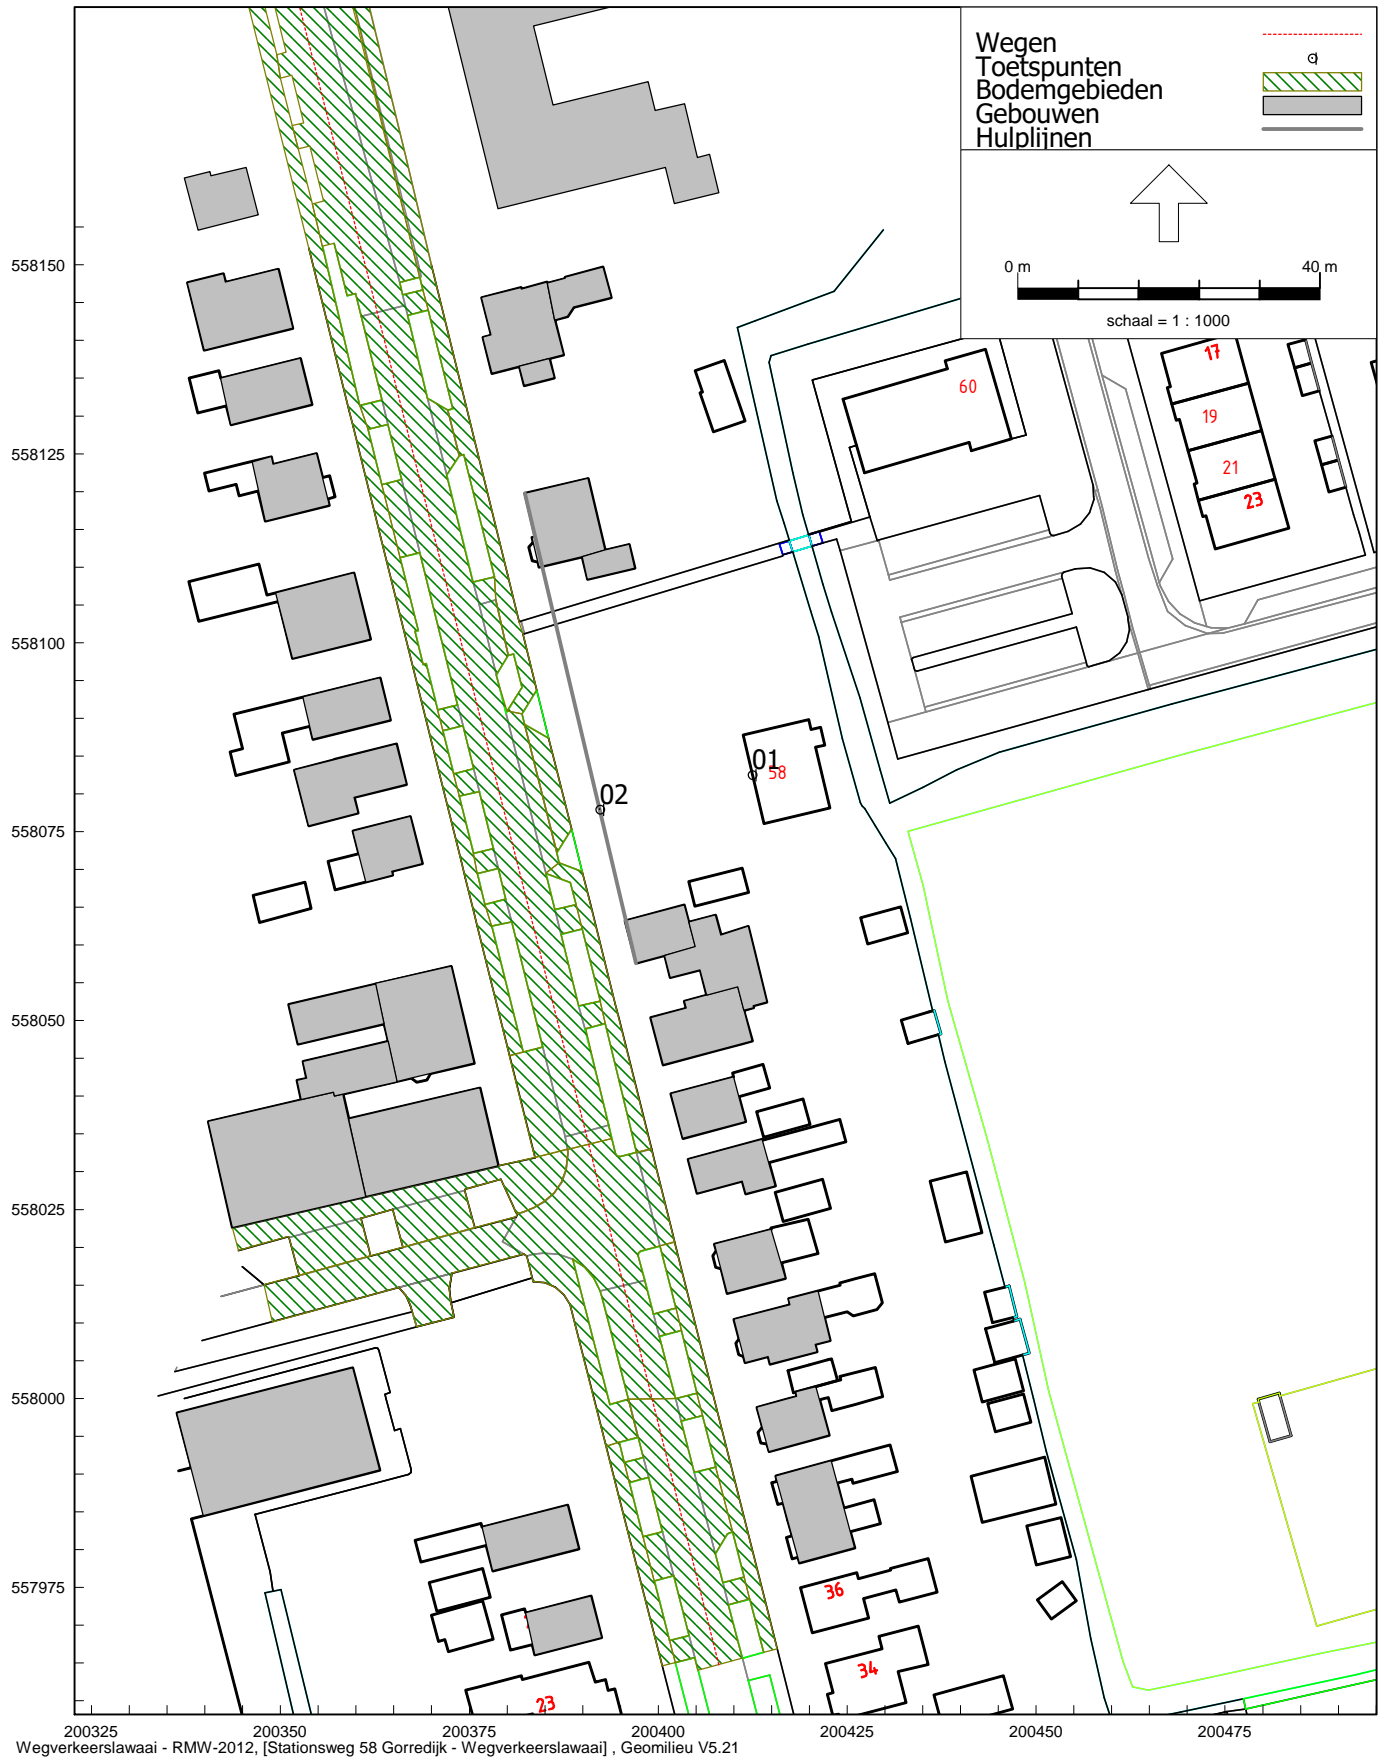 Wegen
Toetspunten
Bodemgebieden
Gebouwen
Hulplijnen
0 m
40 m
schaal = 1 : 1000
558150
558125
558100
558075
558050
558025
558000
557975
17
60
19
21
23
01
58
02
36
34
23
200325
200350
200375
200400
200425
200450
200475
Wegverkeerslawaai - RMW-2012, [Stationsweg 58 Gorredijk - Wegverkeerslawaai] , Geomilieu V5.21